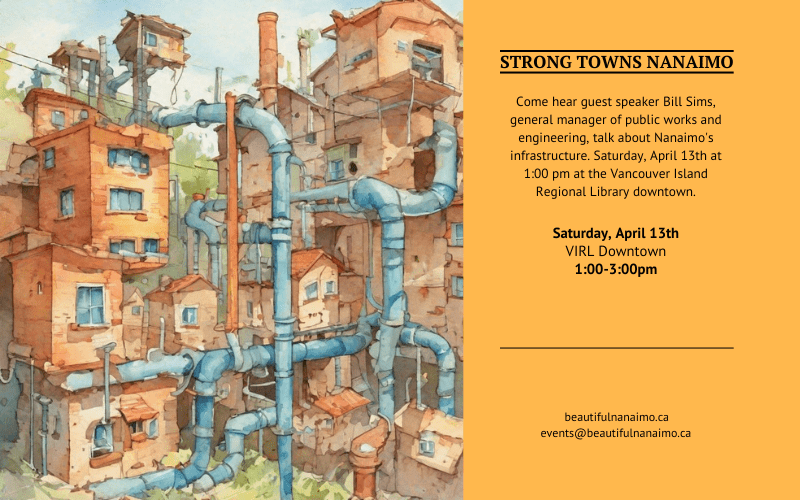 STRONG TOWNS NANAIMO
Come hear guest speaker Bill Sims,
general manager of public works and
engineering, talk about Nanaimo's
infrastructure. Saturday, April 13th at
1:00 pm at the Vancouver Island
Regional Library downtown.
Saturday, April 13th
VIRL Downtown
1:00-3:00pm
beautifulnanaimo.ca
events@beautifulnanaimo.ca